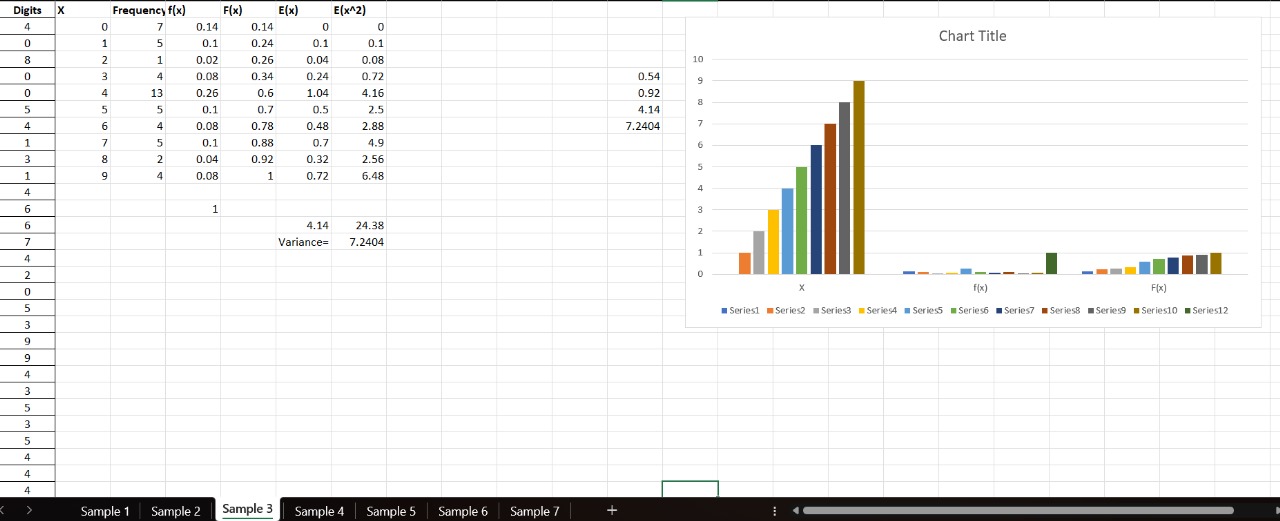 Digits X Frequency f(x) F(x) E(x) E(x^2)
4 0 7 0.14 0.14 0 0
0 1 5 0.1 0.24 0.1 0.1
8 2 1 0.02 0.26 0.04 0.08
0 3 4 0.08 0.34 0.24 0.72 0.54
0 4 13 0.26 0.6 1.04 4.16 0.92
5 5 5 0.1 0.7 0.5 2.5 4.14
4 6 4 0.08 0.78 0.48 2.88 7.2404
1 7 5 0.1 0.88 0.7 4.9
3 8 2 0.04 0.92 0.32 2.56
1 9 4 0.08 1 0.72 6.48
4
6 1
6 4.14 24.38
7 Variance= 7.2404
4
2
0
5
3
9
9
4
3
5
3
5
4
4
4
Chart Title
10
9
8
7
6
5
4
3
2
1
0
X f(x) F(x)
Series1 Series2 Series3 Series4 Series5 Series6 Series7 Series8 Series9 Series10 Series12
Sample 1 Sample 2 Sample 3 Sample 4 Sample 5 Sample 6 Sample 7 +